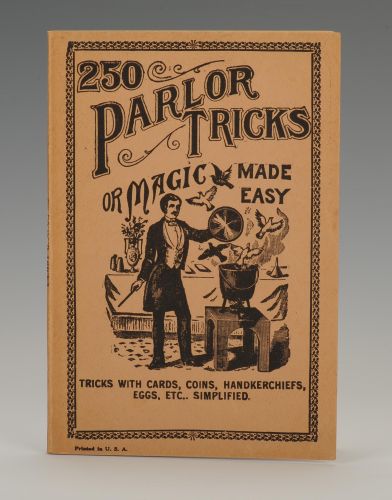 250
PARLOR
TRICKS
OR MAGIC MADE
EASY
TRICKS WITH CARDS, COINS, HANDKERCHIEFS,
EGGS, ETC.. SIMPLIFIED.
Printed in U. S. A.